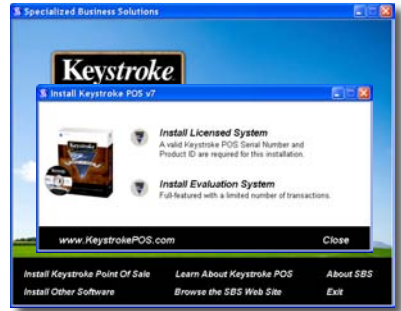 Specialized Business Solutions
Keystroke
Install Keystroke POS v7
Install Licensed System
A valid Keystroke POS Serial Number and
Product ID are required for this installation.
Install Evaluation System
Full-featured with a limited number of transactions.
www.KeystrokePOS.com Close
Install Keystroke Point Of Sale Learn About Keystroke POS About SBS
Install Other Software Browse the SBS Web Site Exit